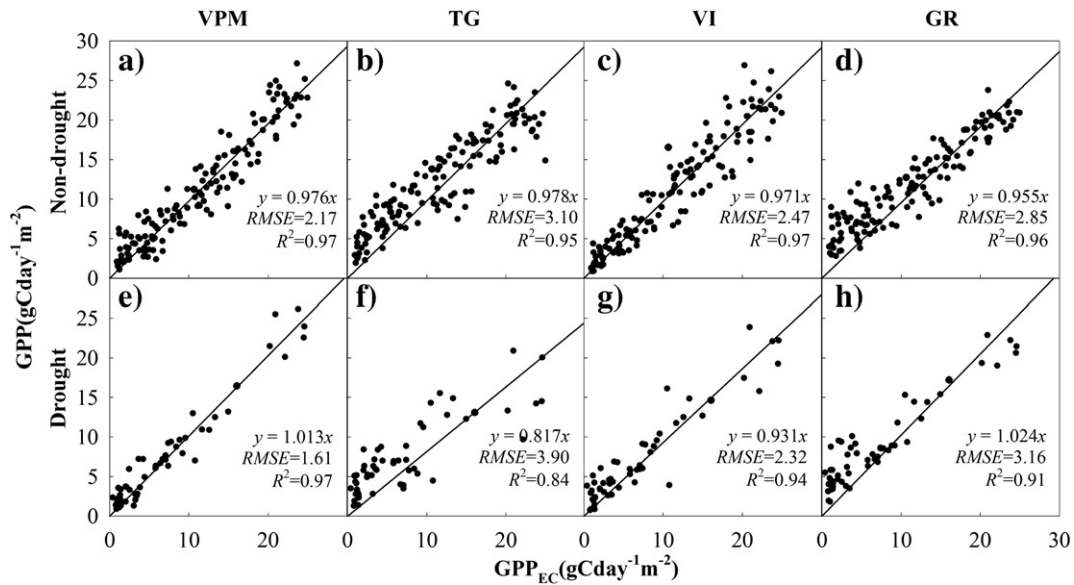 VPM TG VI GR
Non-drought
30
25
20
15
10
5
0
a)
y = 0.976x
RMSE=2.17
R²=0.97
b)
y = 0.978x
RMSE=3.10
R²=0.95
c)
y = 0.971x
RMSE=2.47
R²=0.97
d)
y = 0.955x
RMSE=2.85
R²=0.96
GPP(gCday⁻¹m⁻²)
Drought
25
20
15
10
5
0
e)
y = 1.013x
RMSE=1.61
R²=0.97
f)
y = 0.817x
RMSE=3.90
R²=0.84
g)
y = 0.931x
RMSE=2.32
R²=0.94
h)
y = 1.024x
RMSE=3.16
R²=0.91
0 10 20 0 10 20 0 10 20 0 10 20 30
GPP_EC(gCday⁻¹m⁻²)